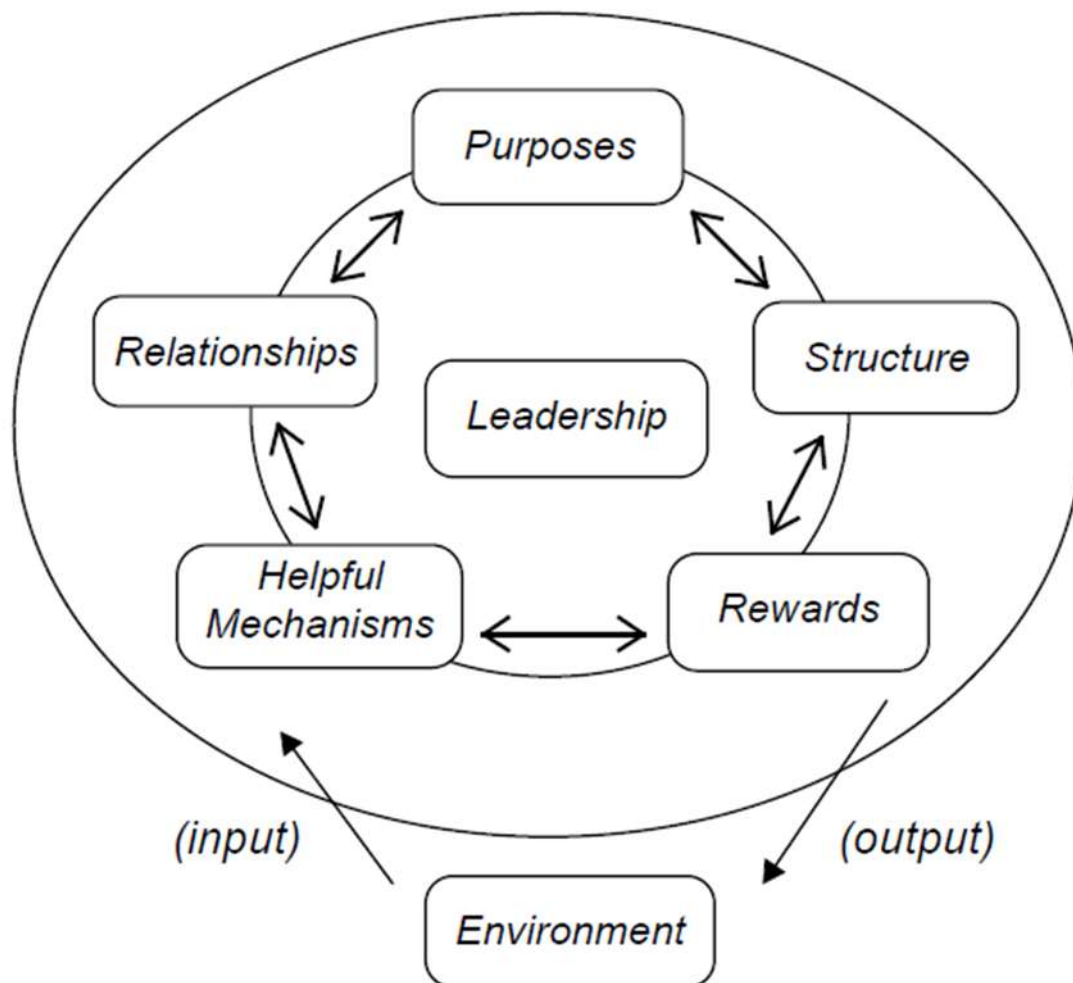 Purposes
Relationships
Structure
Leadership
Helpful
Mechanisms
Rewards
(input)
(output)
Environment